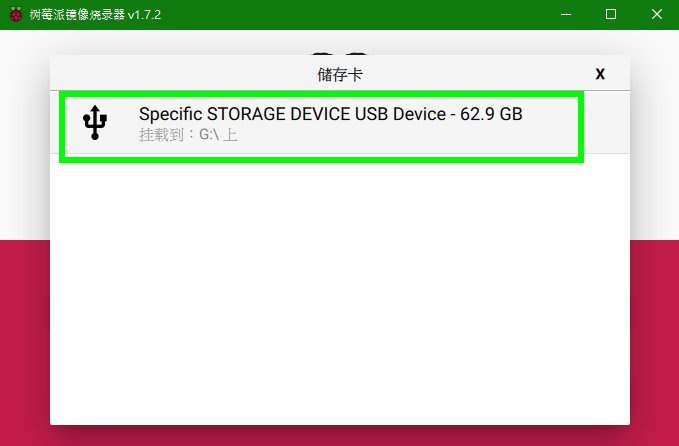 树莓派镜像烧录器 v1.7.2
储存卡
X
Specific STORAGE DEVICE USB Device - 62.9 GB
挂载到：G:\ 上